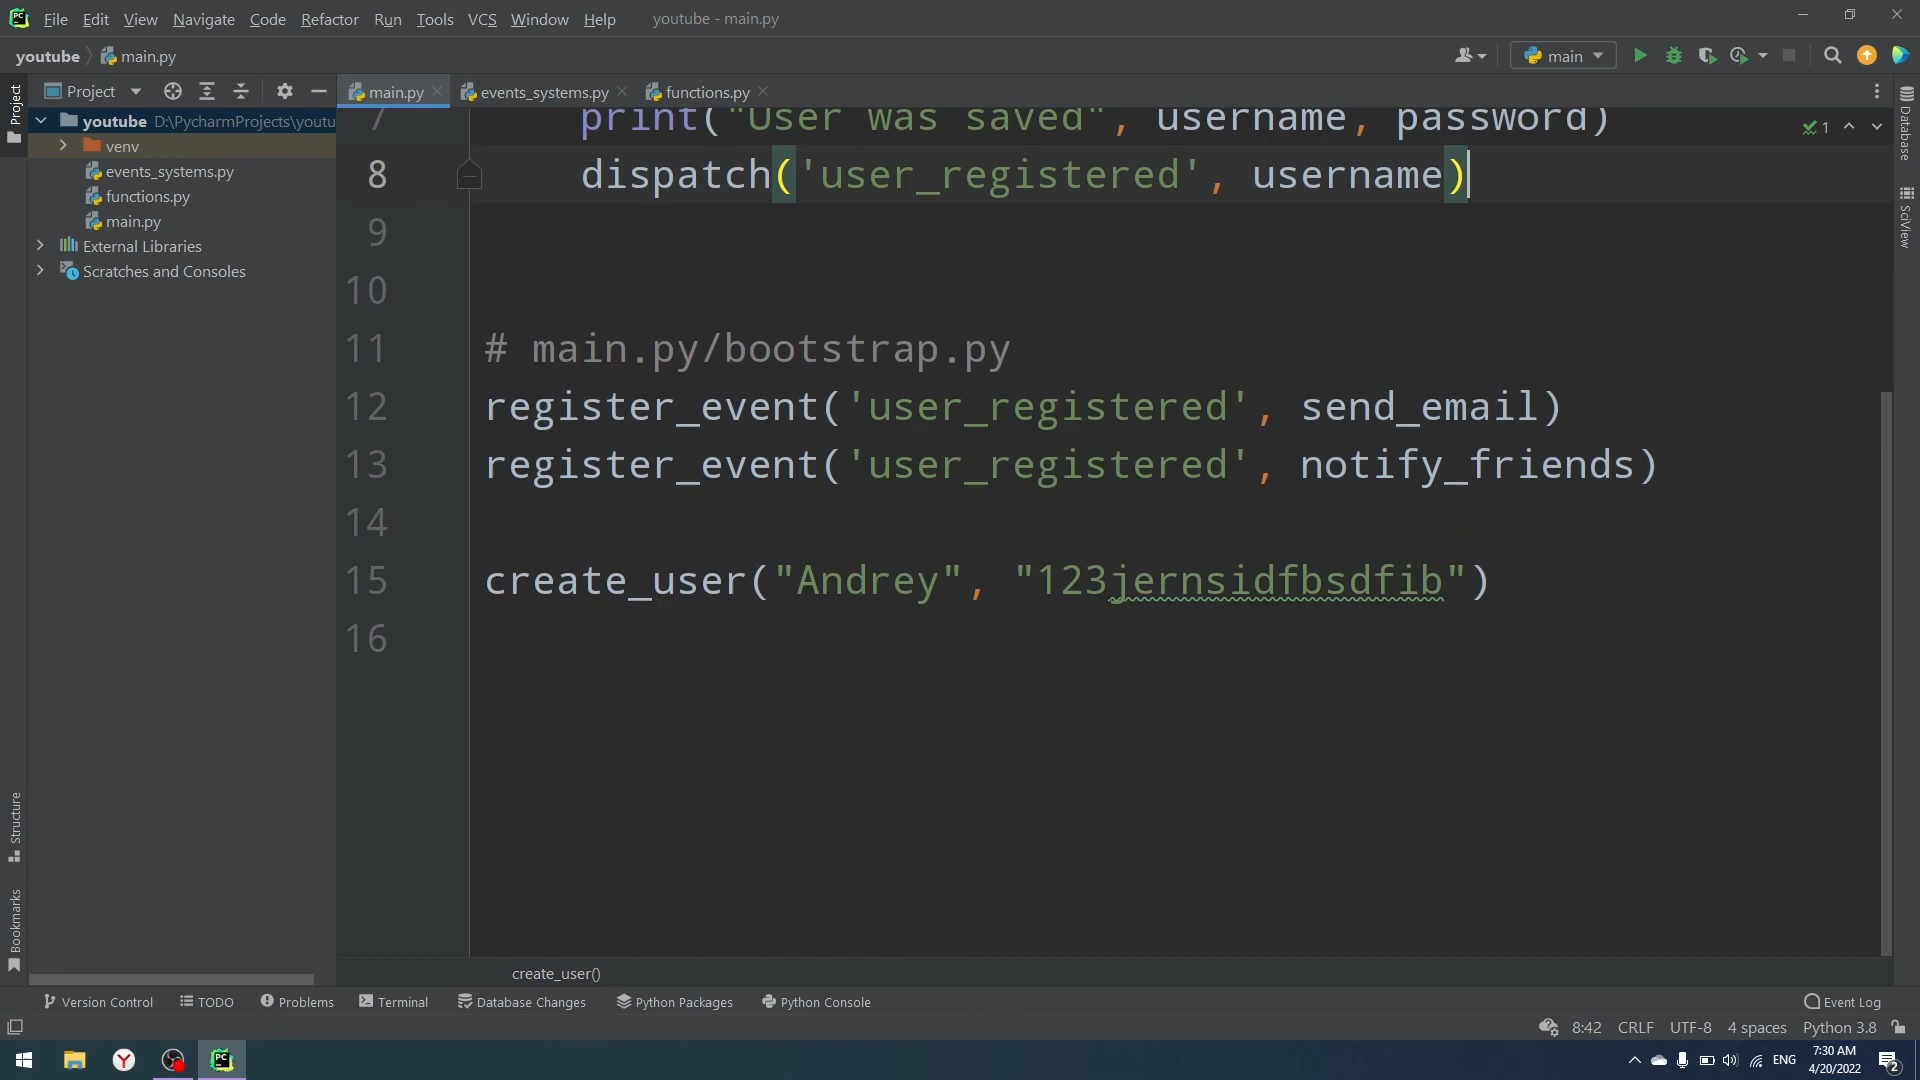 File Edit View Navigate Code Refactor Run Tools VCS Window Help youtube - main.py
youtube main.py
main
Project main.py events_systems.py functions.py
Project
youtube D:\PycharmProjects\youtu
venv
events_systems.py
functions.py
main.py
External Libraries
Scratches and Consoles
7 print("User was saved", username, password)
8 dispatch('user_registered', username)
9
10
11 # main.py/bootstrap.py
12 register_event('user_registered', send_email)
13 register_event('user_registered', notify_friends)
14
15 create_user("Andrey", "123jernsidfbsdfib")
16
1
Database
SciView
Structure
Bookmarks
create_user()
Version Control TODO Problems Terminal Database Changes Python Packages Python Console Event Log
8:42 CRLF UTF-8 4 spaces Python 3.8
ENG
7:30 AM
4/20/2022
2